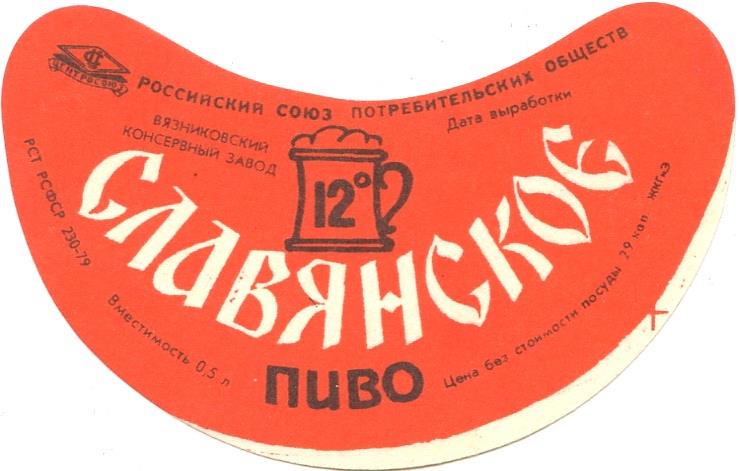 ЦЕНТРОСОЮЗ
РОССИЙСКИЙ СОЮЗ ПОТРЕБИТЕЛЬСКИХ ОБЩЕСТВ
ВЯЗНИКОВСКИЙ
КОНСЕРВНЫЙ ЗАВОД
Дата выработки
12°
РСТ РСФСР 230-79
СЛАВЯНСКОЕ
Вместимость 0,5 л
ПИВО
Цена без стоимости посуды 29 коп